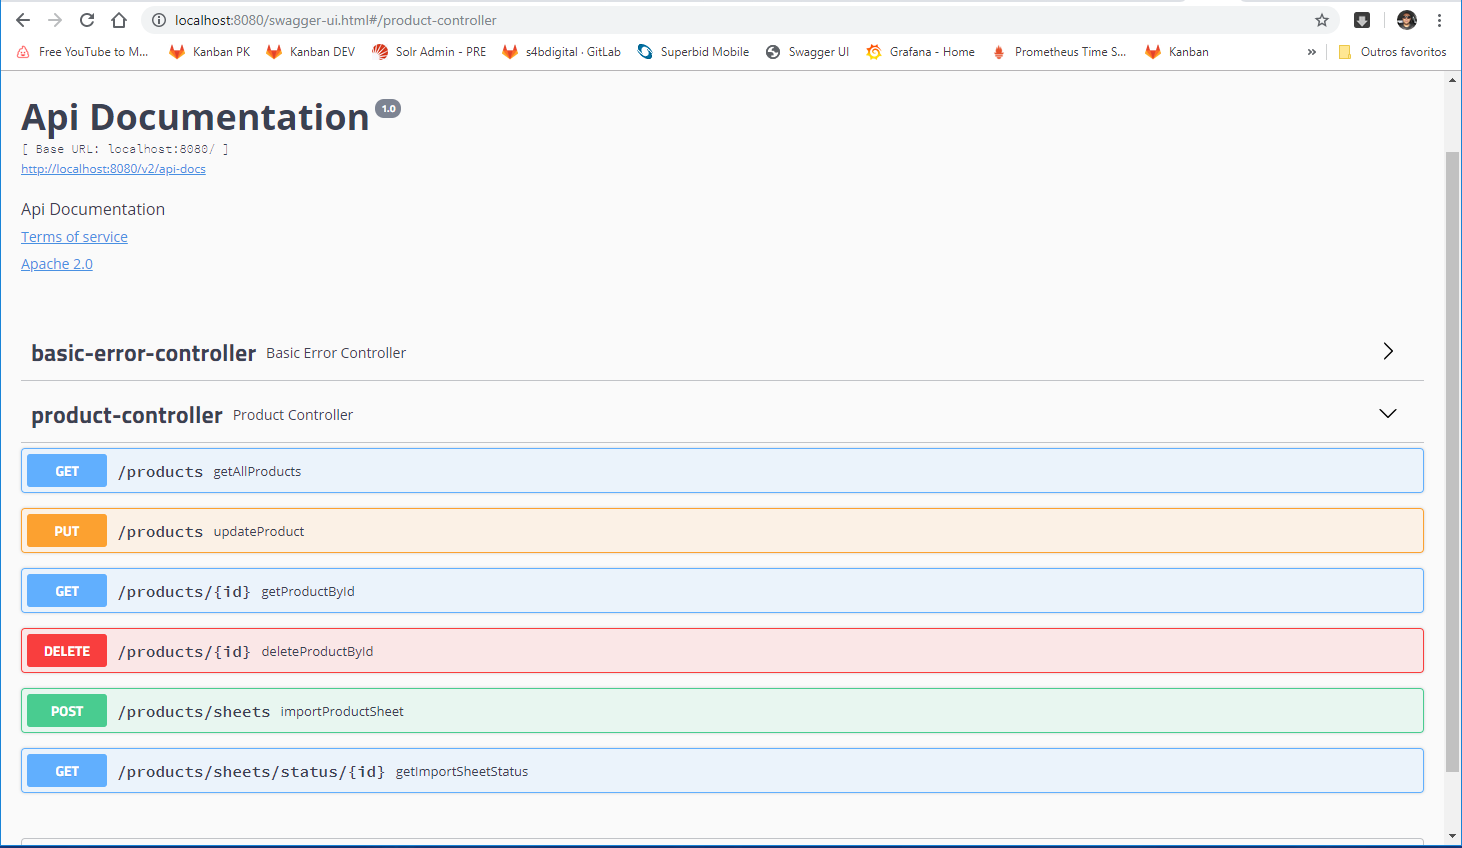 localhost:8080/swagger-ui.html#/product-controller
Free YouTube to M... Kanban PK Kanban DEV Solr Admin - PRE s4bdigital · GitLab Superbid Mobile Swagger UI Grafana - Home Prometheus Time S... Kanban » Outros favoritos
Api Documentation 1.0
[ Base URL: localhost:8080/ ]
http://localhost:8080/v2/api-docs
Api Documentation
Terms of service
Apache 2.0
basic-error-controller Basic Error Controller
product-controller Product Controller
GET /products getAllProducts
PUT /products updateProduct
GET /products/{id} getProductById
DELETE /products/{id} deleteProductById
POST /products/sheets importProductSheet
GET /products/sheets/status/{id} getImportSheetStatus